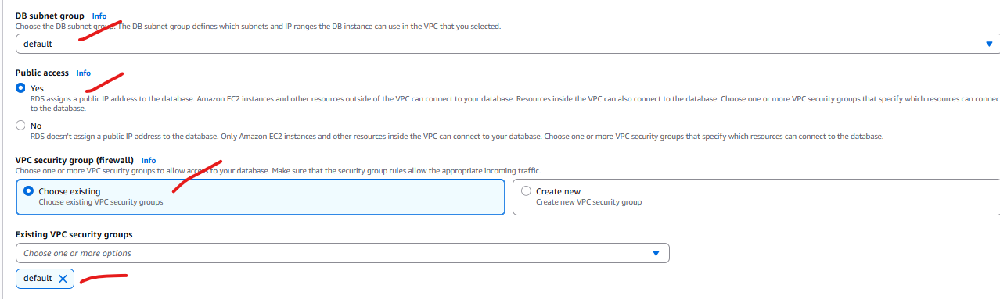 DB subnet group Info
Choose the DB subnet group. The DB subnet group defines which subnets and IP ranges the DB instance can use in the VPC that you selected.
default
Public access Info
Yes
RDS assigns a public IP address to the database. Amazon EC2 instances and other resources outside of the VPC can connect to your database. Resources inside the VPC can also connect to the database. Choose one or more VPC security groups that specify which resources can connect
to the database.
No
RDS doesn't assign a public IP address to the database. Only Amazon EC2 instances and other resources inside the VPC can connect to your database. Choose one or more VPC security groups that specify which resources can connect to the database.
VPC security group (firewall) Info
Choose one or more VPC security groups to allow access to your database. Make sure that the security group rules allow the appropriate incoming traffic.
Choose existing
Choose existing VPC security groups
Create new
Create new VPC security group
Existing VPC security groups
Choose one or more options
default